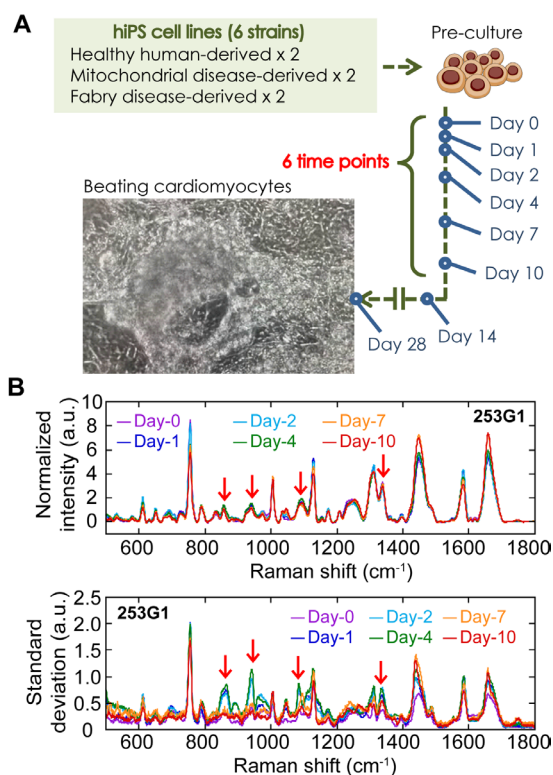 A
hiPS cell lines (6 strains)
Healthy human-derived x 2
Mitochondrial disease-derived x 2
Fabry disease-derived x 2
Pre-culture
Day 0
Day 1
Day 2
Day 4
Day 7
Day 10
6 time points
Beating cardiomyocytes
Day 28
Day 14
B
Normalized
intensity (a.u.)
10
8
6
4
2
0
253G1
Day-0 Day-2 Day-7
Day-1 Day-4 Day-10
600 800 1000 1200 1400 1600 1800
Raman shift (cm⁻¹)
Standard
deviation (a.u.)
2.5
2.0
1.5
1.0
0.5
0.0
253G1
Day-0 Day-2 Day-7
Day-1 Day-4 Day-10
600 800 1000 1200 1400 1600 1800
Raman shift (cm⁻¹)